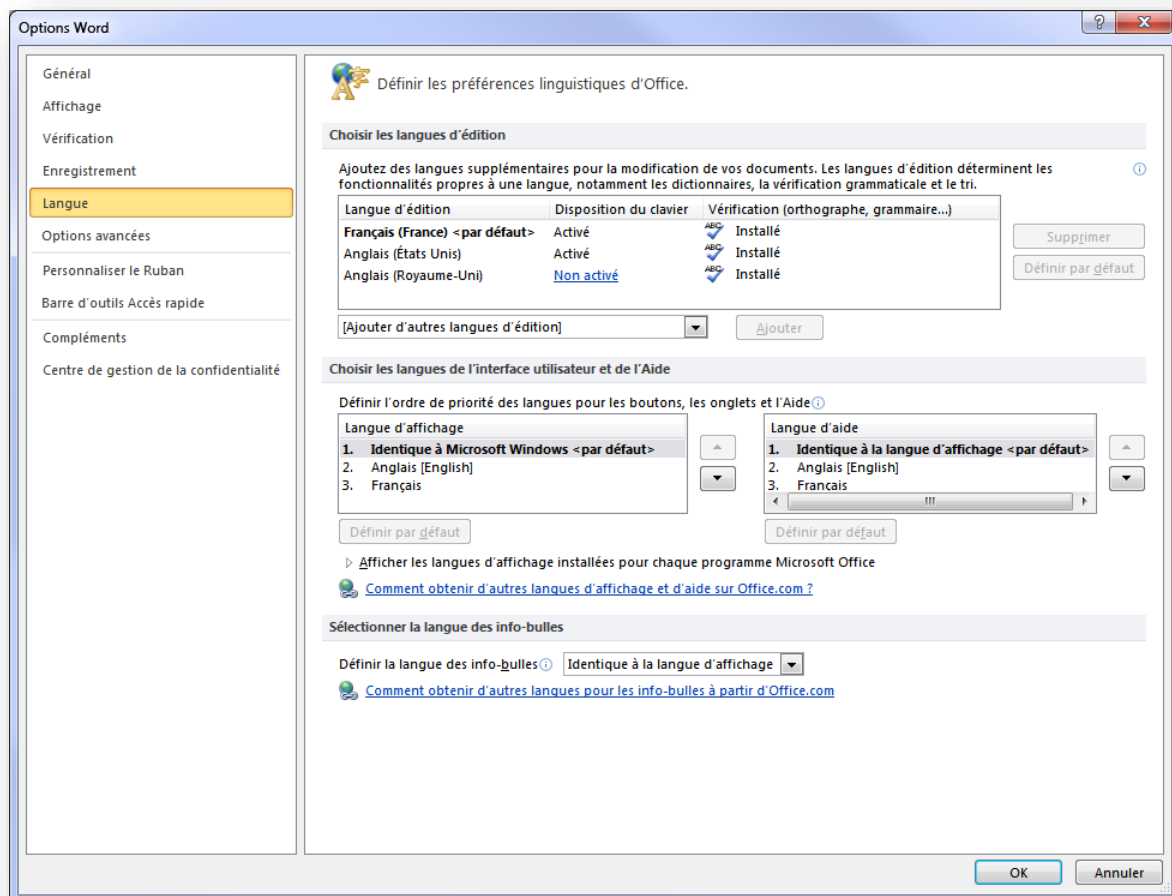 Options Word
Général
Affichage
Vérification
Enregistrement
Langue
Options avancées
Personnaliser le Ruban
Barre d'outils Accès rapide
Compléments
Centre de gestion de la confidentialité
Définir les préférences linguistiques d'Office.
Choisir les langues d'édition
Ajoutez des langues supplémentaires pour la modification de vos documents. Les langues d'édition déterminent les
fonctionnalités propres à une langue, notamment les dictionnaires, la vérification grammaticale et le tri.
Langue d'édition Disposition du clavier Vérification (orthographe, grammaire...)
Français (France) <par défaut> Activé ABC Installé
Anglais (États Unis) Activé ABC Installé
Anglais (Royaume-Uni) Non activé ABC Installé
Supprimer
Définir par défaut
[Ajouter d'autres langues d'édition] Ajouter
Choisir les langues de l'interface utilisateur et de l'Aide
Définir l'ordre de priorité des langues pour les boutons, les onglets et l'Aide
Langue d'affichage
1. Identique à Microsoft Windows <par défaut>
2. Anglais [English]
3. Français
Définir par défaut
Langue d'aide
1. Identique à la langue d'affichage <par défaut>
2. Anglais [English]
3. Français
Définir par défaut
Afficher les langues d'affichage installées pour chaque programme Microsoft Office
Comment obtenir d'autres langues d'affichage et d'aide sur Office.com ?
Sélectionner la langue des info-bulles
Définir la langue des info-bulles Identique à la langue d'affichage
Comment obtenir d'autres langues pour les info-bulles à partir d'Office.com
OK Annuler